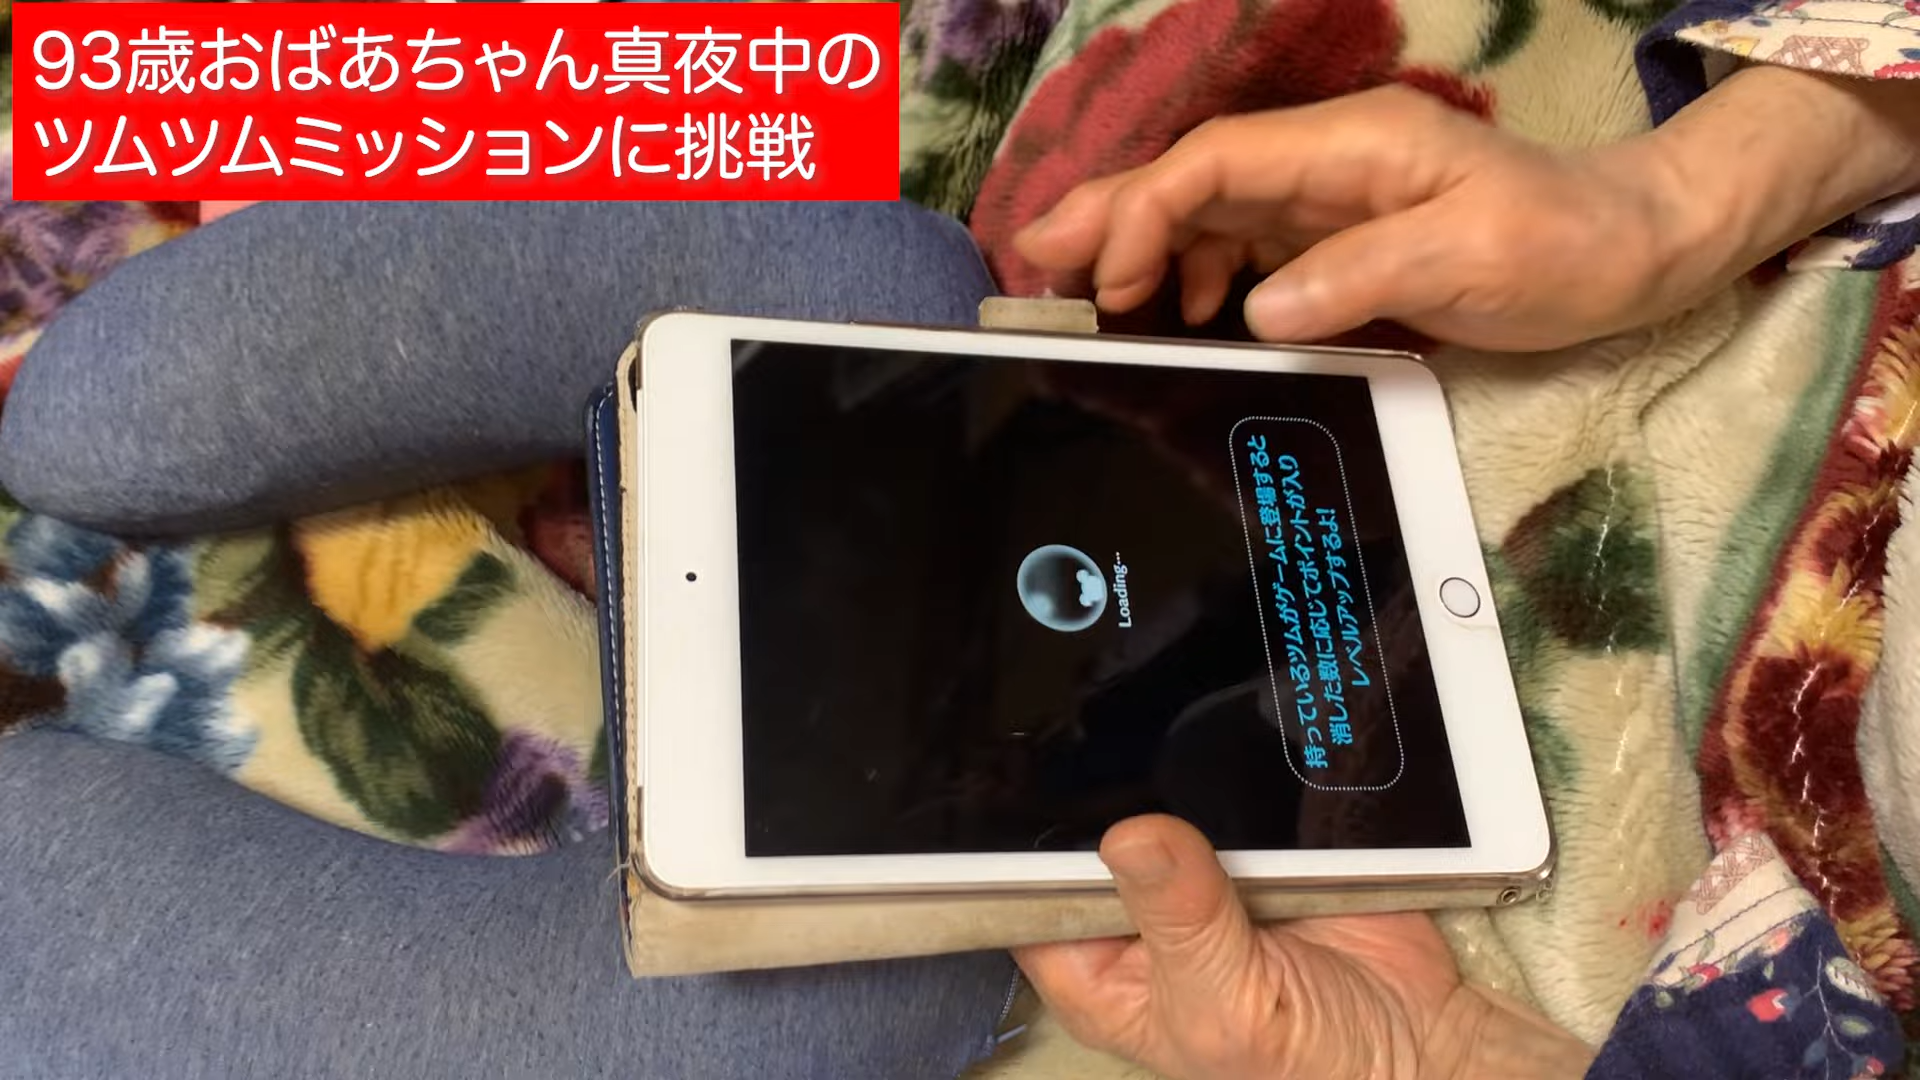 93歳おばあちゃん真夜中の
ツムツムミッションに挑戦
Loading...
持っているツムがゲームに登場すると
消した数に応じてポイントが入り
レベルアップするよ!